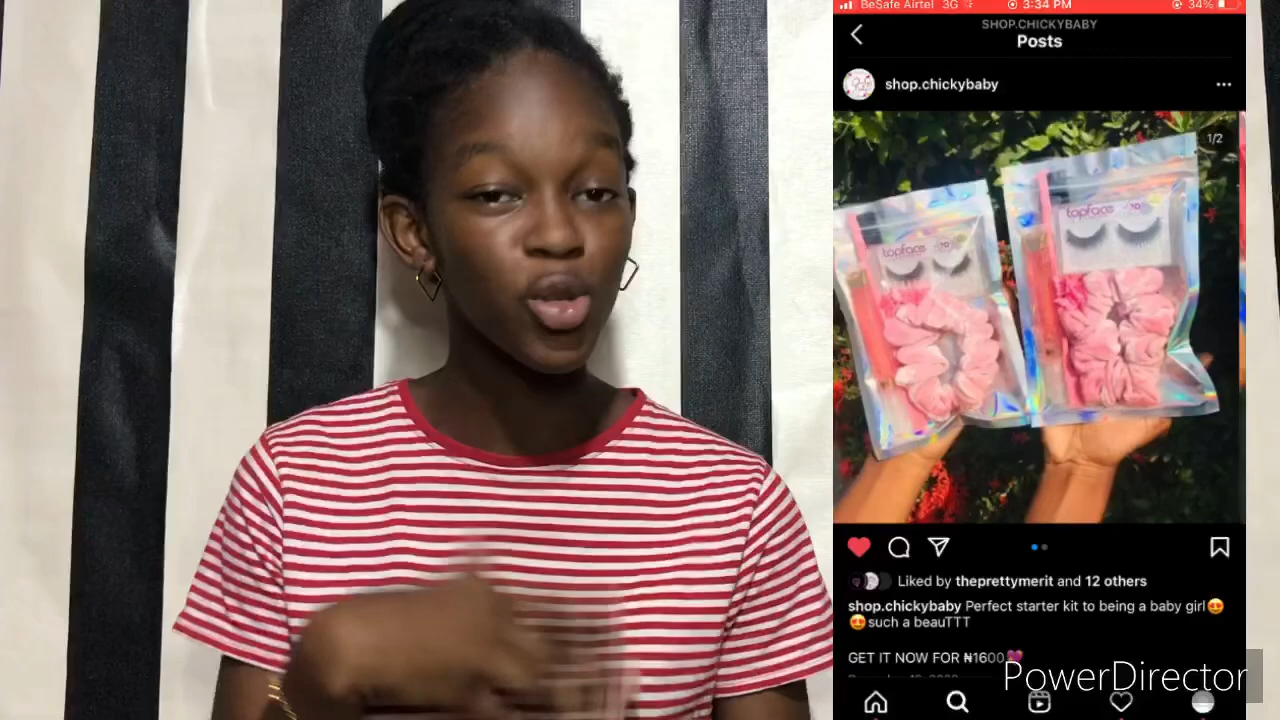 BeSafe Airtel 3G 3:34 PM 34%
SHOP.CHICKYBABY
Posts
shop.chickybaby
1/2
topface
topface
Liked by theprettymerit and 12 others
shop.chickybaby Perfect starter kit to being a baby girl😍
😍such a beauTTT
GET IT NOW FOR ₦1600💖
PowerDirector